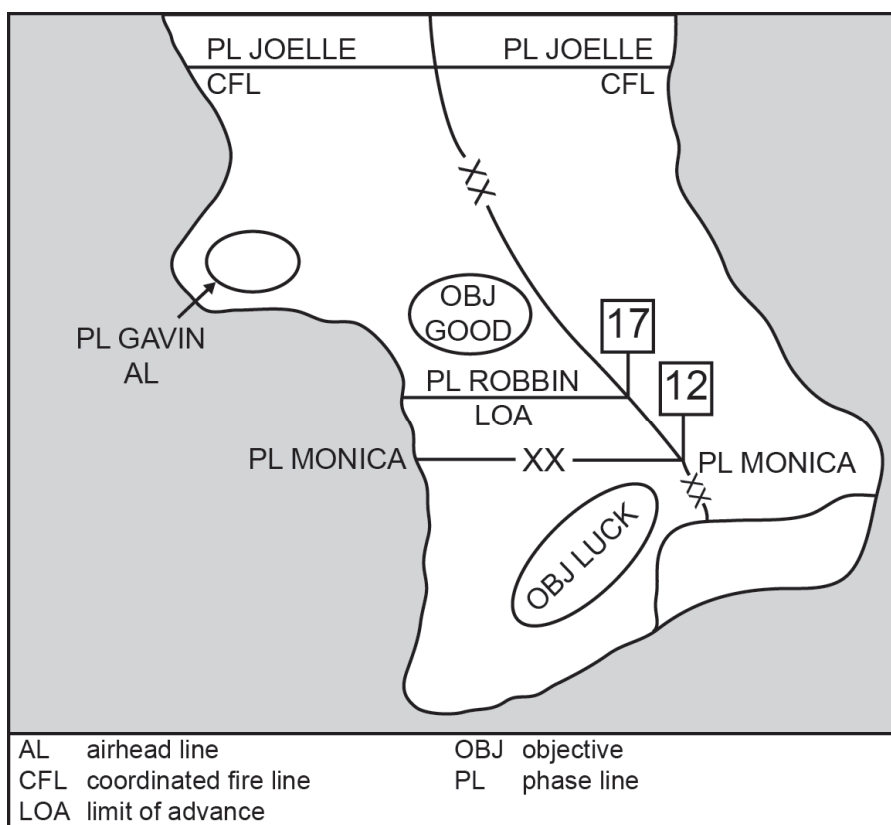 PL JOELLE PL JOELLE
CFL CFL
XX
OBJ
GOOD
17
PL GAVIN
AL
PL ROBBIN
12
LOA
PL MONICA XX PL MONICA
XX
OBJ LUCK
AL airhead line OBJ objective
CFL coordinated fire line PL phase line
LOA limit of advance